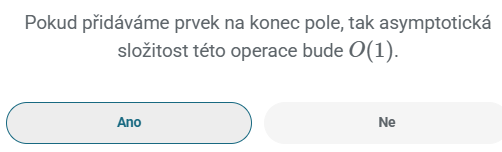 Pokud přidáváme prvek na konec pole, tak asymptotická
složitost této operace bude O(1).
Ano
Ne